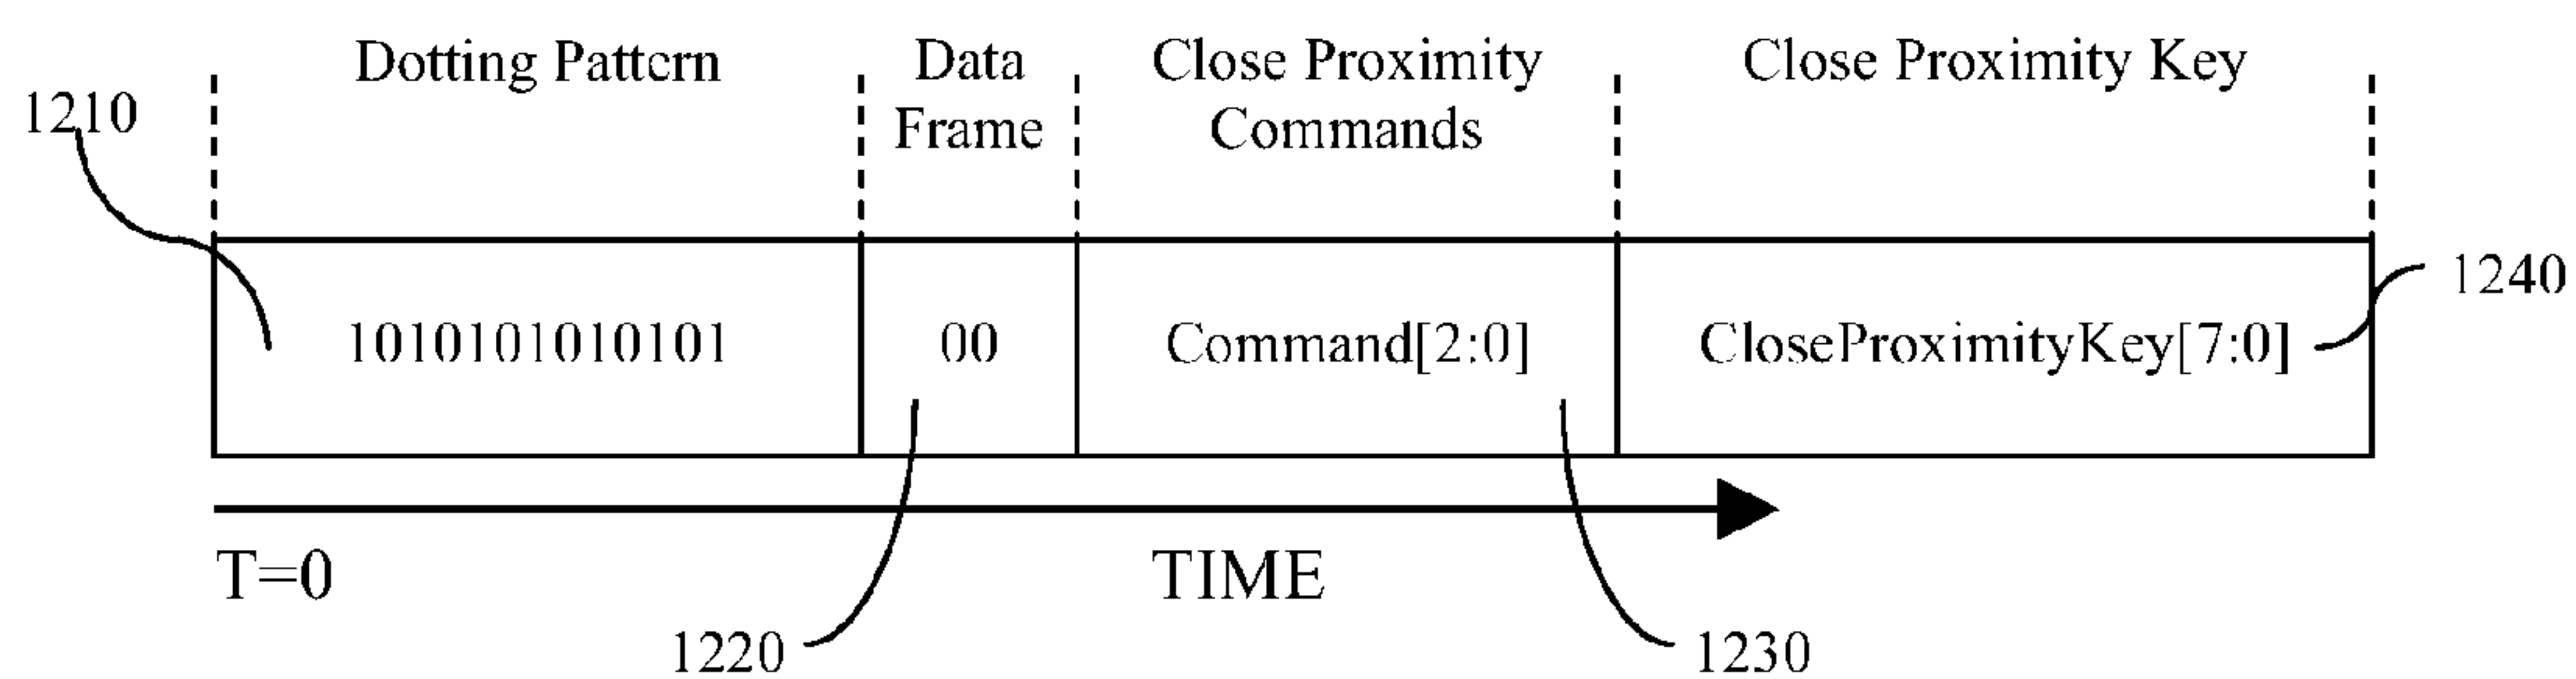 Dotting Pattern
Data
Frame
Close Proximity
Commands
Close Proximity Key
1210
1010101010101
00
Command[2:0]
CloseProximityKey[7:0]
1240
T=0
TIME
1220
1230